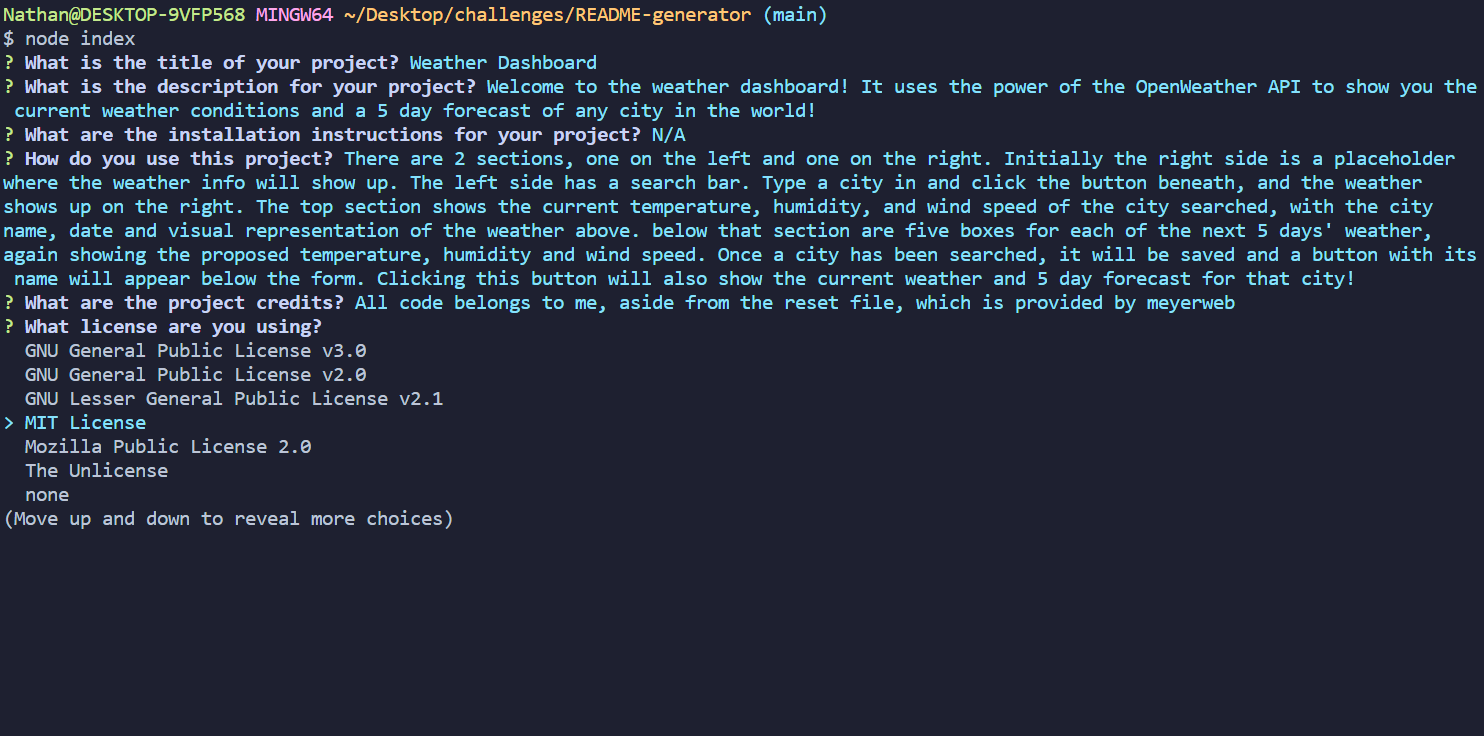 Nathan@DESKTOP-9VFP568 MINGW64 ~/Desktop/challenges/README-generator (main)
$ node index
? What is the title of your project? Weather Dashboard
? What is the description for your project? Welcome to the weather dashboard! It uses the power of the OpenWeather API to show you the
current weather conditions and a 5 day forecast of any city in the world!
? What are the installation instructions for your project? N/A
? How do you use this project? There are 2 sections, one on the left and one on the right. Initially the right side is a placeholder
where the weather info will show up. The left side has a search bar. Type a city in and click the button beneath, and the weather
shows up on the right. The top section shows the current temperature, humidity, and wind speed of the city searched, with the city
name, date and visual representation of the weather above. below that section are five boxes for each of the next 5 days' weather,
again showing the proposed temperature, humidity and wind speed. Once a city has been searched, it will be saved and a button with its
name will appear below the form. Clicking this button will also show the current weather and 5 day forecast for that city!
? What are the project credits? All code belongs to me, aside from the reset file, which is provided by meyerweb
? What license are you using?
GNU General Public License v3.0
GNU General Public License v2.0
GNU Lesser General Public License v2.1
> MIT License
Mozilla Public License 2.0
The Unlicense
none
(Move up and down to reveal more choices)